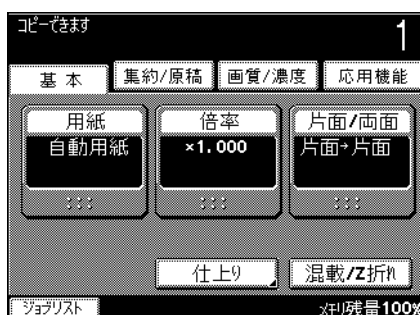 コピーできます
1
基本 集約/原稿 画質/濃度 応用機能
用紙 倍率 片面/両面
自動用紙 ×1.000 片面→片面
仕上り 混載/Z折れ
ジョブリスト ﾒﾓﾘ残量100%